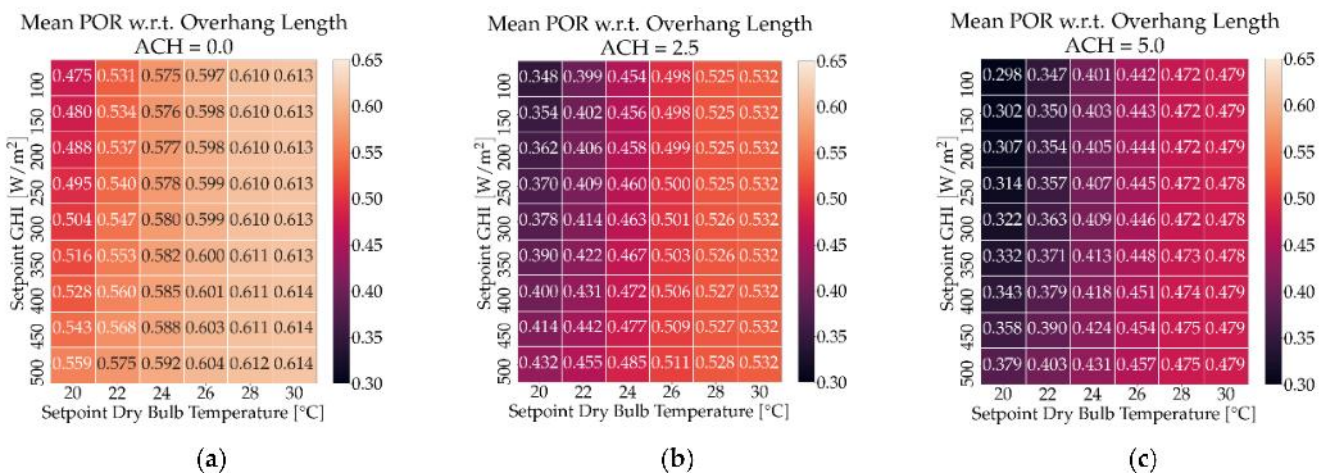 Mean POR w.r.t. Overhang Length
ACH = 0.0
0.65
0.60
0.55
0.50
0.45
0.40
0.35
0.30
Setpoint GHI [W/m²]
100 0.475 0.531 0.575 0.597 0.610 0.613
150 0.480 0.534 0.576 0.598 0.610 0.613
200 0.488 0.537 0.577 0.598 0.610 0.613
250 0.495 0.540 0.578 0.599 0.610 0.613
300 0.504 0.547 0.580 0.599 0.610 0.613
350 0.516 0.553 0.582 0.600 0.611 0.613
400 0.528 0.560 0.585 0.601 0.611 0.614
450 0.543 0.568 0.588 0.603 0.611 0.614
500 0.559 0.575 0.592 0.604 0.612 0.614
20 22 24 26 28 30
Setpoint Dry Bulb Temperature [°C]
(a)
Mean POR w.r.t. Overhang Length
ACH = 2.5
0.65
0.60
0.55
0.50
0.45
0.40
0.35
0.30
Setpoint GHI [W/m²]
100 0.348 0.399 0.454 0.498 0.525 0.532
150 0.354 0.402 0.456 0.498 0.525 0.532
200 0.362 0.406 0.458 0.499 0.525 0.532
250 0.370 0.409 0.460 0.500 0.525 0.532
300 0.378 0.414 0.463 0.501 0.526 0.532
350 0.390 0.422 0.467 0.503 0.526 0.532
400 0.400 0.431 0.472 0.506 0.527 0.532
450 0.414 0.442 0.477 0.509 0.527 0.532
500 0.432 0.455 0.485 0.511 0.528 0.532
20 22 24 26 28 30
Setpoint Dry Bulb Temperature [°C]
(b)
Mean POR w.r.t. Overhang Length
ACH = 5.0
0.65
0.60
0.55
0.50
0.45
0.40
0.35
0.30
Setpoint GHI [W/m²]
100 0.298 0.347 0.401 0.442 0.472 0.479
150 0.302 0.350 0.403 0.443 0.472 0.479
200 0.307 0.354 0.405 0.444 0.472 0.479
250 0.314 0.357 0.407 0.445 0.472 0.478
300 0.322 0.363 0.409 0.446 0.472 0.478
350 0.332 0.371 0.413 0.448 0.473 0.478
400 0.343 0.379 0.418 0.451 0.474 0.479
450 0.358 0.390 0.424 0.454 0.475 0.479
500 0.379 0.403 0.431 0.457 0.475 0.479
20 22 24 26 28 30
Setpoint Dry Bulb Temperature [°C]
(c)